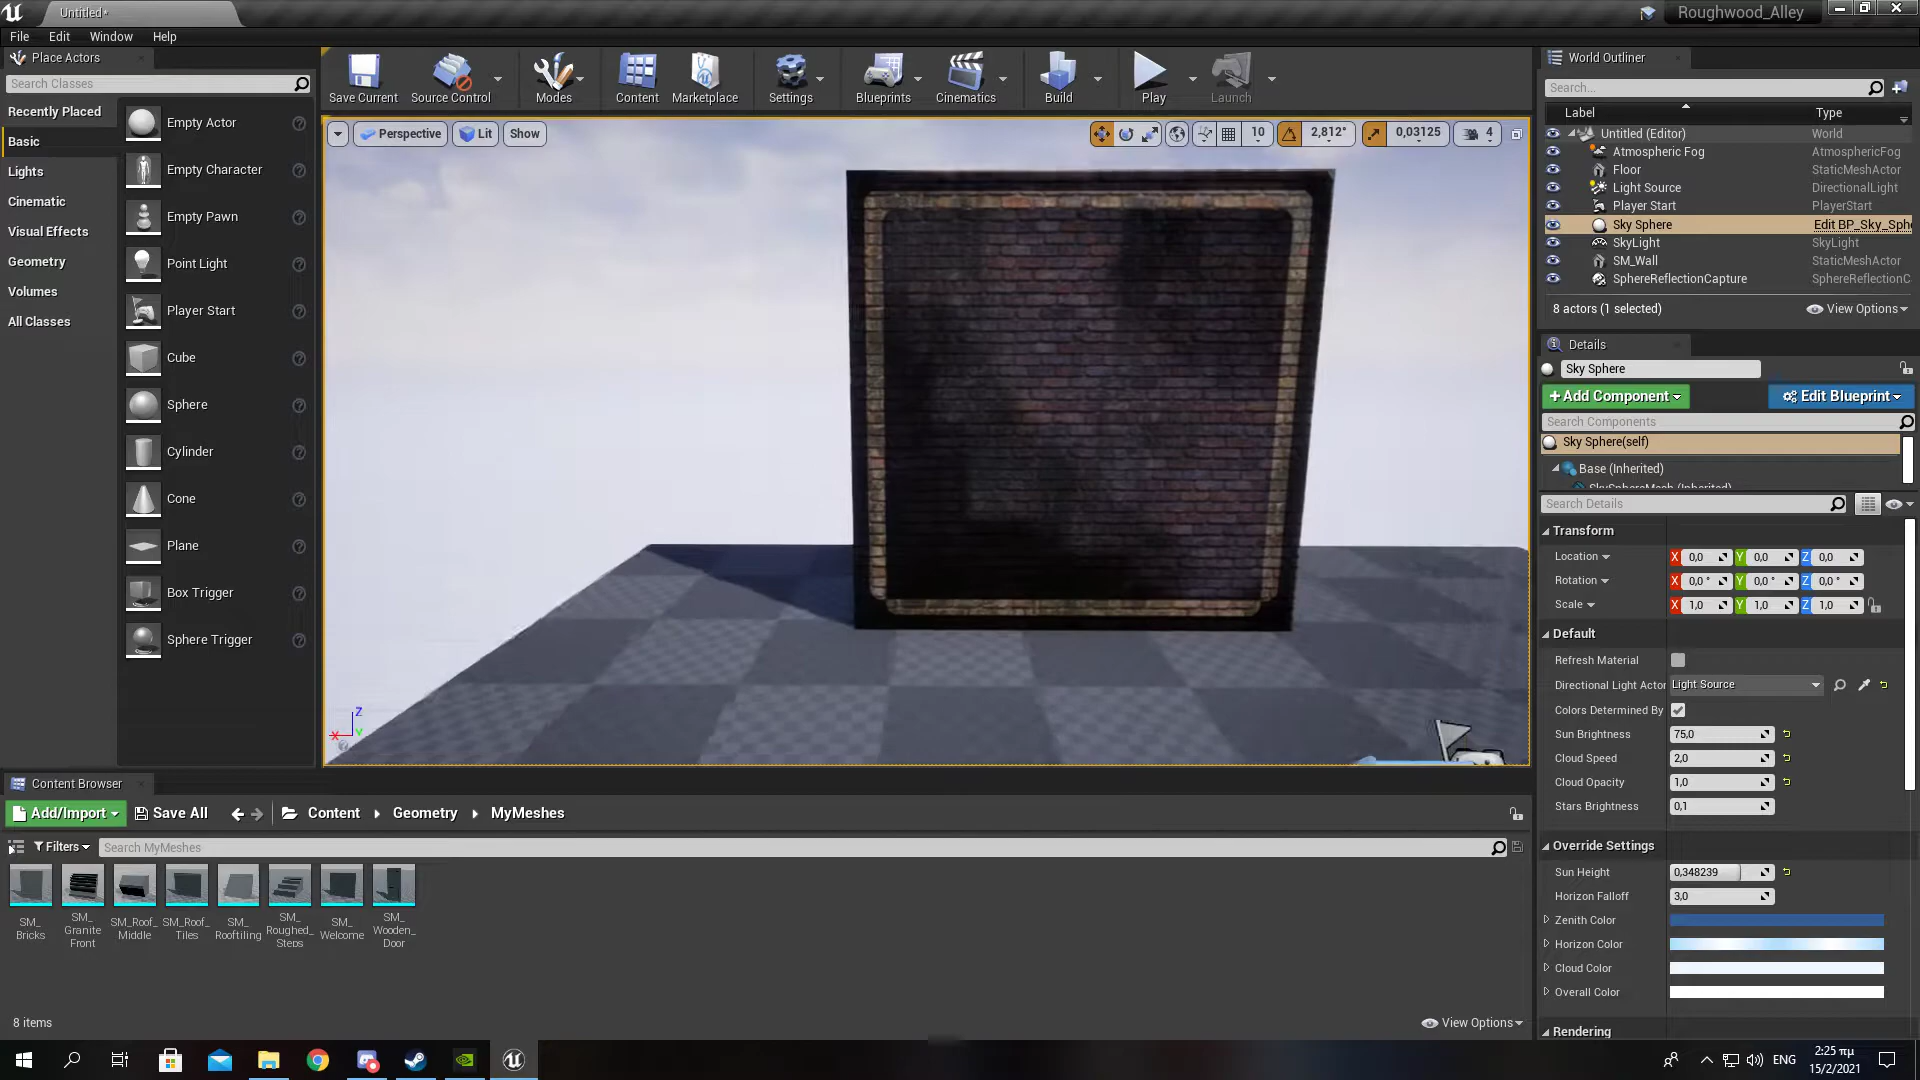 Untitled*
Roughwood_Alley
File
Edit
Window
Help
Place Actors
Search Classes
Recently Placed
Basic
Lights
Cinematic
Visual Effects
Geometry
Volumes
All Classes
Empty Actor
Empty Character
Empty Pawn
Point Light
Player Start
Cube
Sphere
Cylinder
Cone
Plane
Box Trigger
Sphere Trigger
Save Current
Source Control
Modes
Content
Marketplace
Settings
Blueprints
Cinematics
Build
Play
Launch
Perspective
Lit
Show
10
2,812°
0,03125
4
Z
X
Y
World Outliner
Search...
Label
Type
Untitled (Editor)
World
Atmospheric Fog
AtmosphericFog
Floor
StaticMeshActor
Light Source
DirectionalLight
Player Start
PlayerStart
Sky Sphere
Edit BP_Sky_Sph
SkyLight
SkyLight
SM_Wall
StaticMeshActor
SphereReflectionCapture
SphereReflectionC
8 actors (1 selected)
View Options
Details
Sky Sphere
+Add Component
Edit Blueprint
Search Components
Sky Sphere(self)
Base (Inherited)
SkySphereMesh (Inherited)
Search Details
Transform
Location
X 0,0 Y 0,0 Z 0,0
Rotation
X 0,0 ° Y 0,0 ° Z 0,0 °
Scale
X 1,0 Y 1,0 Z 1,0
Default
Refresh Material
Directional Light Actor
Light Source
Colors Determined By
Sun Brightness
75,0
Cloud Speed
2,0
Cloud Opacity
1,0
Stars Brightness
0,1
Override Settings
Sun Height
0,348239
Horizon Falloff
3,0
Zenith Color
Horizon Color
Cloud Color
Overall Color
Rendering
Content Browser
Add/Import
Save All
Content
Geometry
MyMeshes
Filters
Search MyMeshes
SM_
Bricks
SM_
Granite
Front
SM_Roof_
Middle
SM_Roof_
Tiles
SM_
Rooftiling
SM_
Roughed_
Steps
SM_
Welcome
SM_
Wooden_
Door
8 items
View Options
ENG
2:25 πμ
15/2/2021